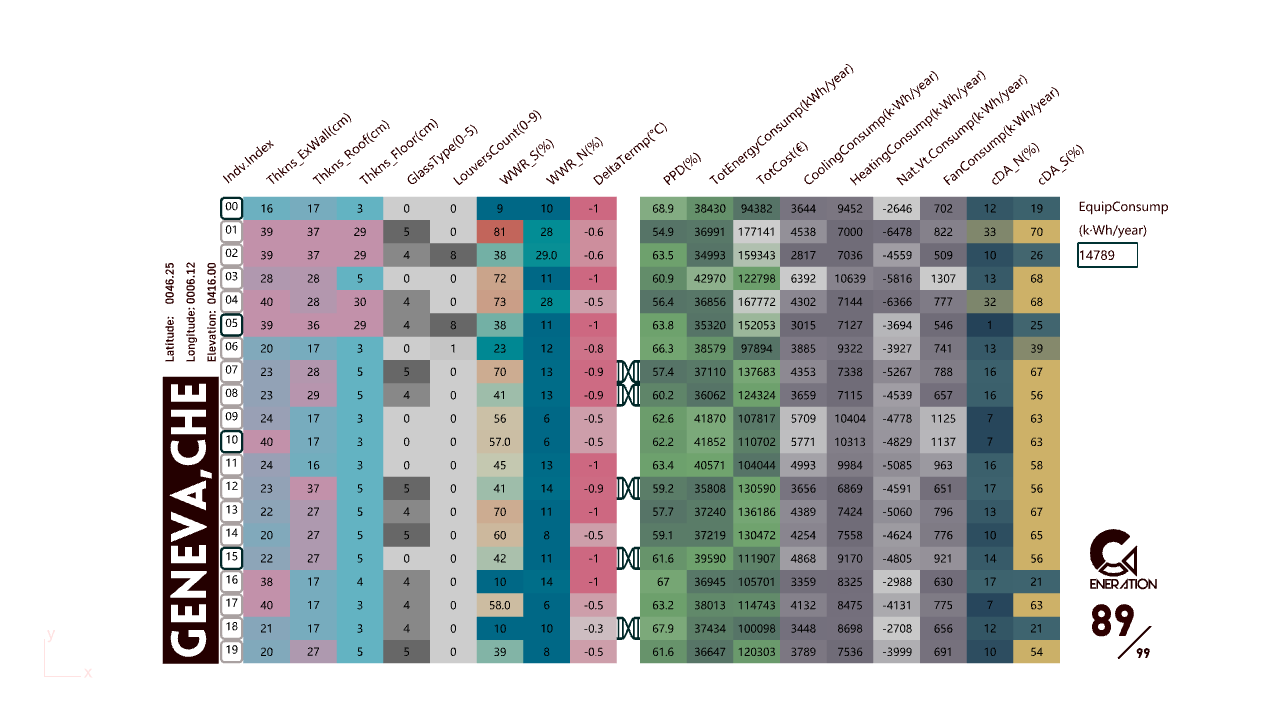 Indv.Index Thkns_ExWall(cm) Thkns_Roof(cm) Thkns_Floor(cm) GlassType(0-5) LouversCount(0-9) WWR_S(%) WWR_N(%) DeltaTermp(°C) PPD(%) TotEnergyConsump(kWh/year) TotCost(€) CoolingConsump(k·Wh/year) HeatingConsump(k·Wh/year) Nat.Vt.Consump(k·Wh/year) FanConsump(k·Wh/year) cDA_N(%) cDA_S(%)
00 16 17 3 0 0 9 10 -1 68.9 38430 94382 3644 9452 -2646 702 12 19
01 39 37 29 5 0 81 28 -0.6 54.9 36991 177141 4538 7000 -6478 822 33 70
02 39 37 29 4 8 38 29.0 -0.6 63.5 34993 159343 2817 7036 -4559 509 10 26
03 28 28 5 0 0 72 11 -1 60.9 42970 122798 6392 10639 -5816 1307 13 68
04 40 28 30 4 0 73 28 -0.5 56.4 36856 167772 4302 7144 -6366 777 32 68
05 39 36 29 4 8 38 11 -1 63.8 35320 152053 3015 7127 -3694 546 1 25
06 20 17 3 0 1 23 12 -0.8 66.3 38579 97894 3885 9322 -3927 741 13 39
07 23 28 5 5 0 70 13 -0.9 57.4 37110 137683 4353 7338 -5267 788 16 67
08 23 29 5 4 0 41 13 -0.9 60.2 36062 124324 3659 7115 -4539 657 16 56
09 24 17 3 0 0 56 6 -0.5 62.6 41870 107817 5709 10404 -4778 1125 7 63
10 40 17 3 0 0 57.0 6 -0.5 62.2 41852 110702 5771 10313 -4829 1137 7 63
11 24 16 3 0 0 45 13 -1 63.4 40571 104044 4993 9984 -5085 963 16 58
12 23 37 5 5 0 41 14 -0.9 59.2 35808 130590 3656 6869 -4591 651 17 56
13 22 27 5 4 0 70 11 -1 57.7 37240 136186 4389 7424 -5060 796 13 67
14 20 27 5 5 0 60 8 -0.5 59.1 37219 130472 4254 7558 -4624 776 10 65
15 22 27 5 0 0 42 11 -1 61.6 39590 111907 4868 9170 -4805 921 14 56
16 38 17 4 4 0 10 14 -1 67 36945 105701 3359 8325 -2988 630 17 21
17 40 17 3 4 0 58.0 6 -0.5 63.2 38013 114743 4132 8475 -4131 775 7 63
18 21 17 3 4 0 10 10 -0.3 67.9 37434 100098 3448 8698 -2708 656 12 21
19 20 27 5 5 0 39 8 -0.5 61.6 36647 120303 3789 7536 -3999 691 10 54
Latitude: 0046.25
Longitude: 0006.12
Elevation: 0416.00
GENEVA,CHE
EquipConsump
(k·Wh/year)
14789
ENERATION
89/99
y
x